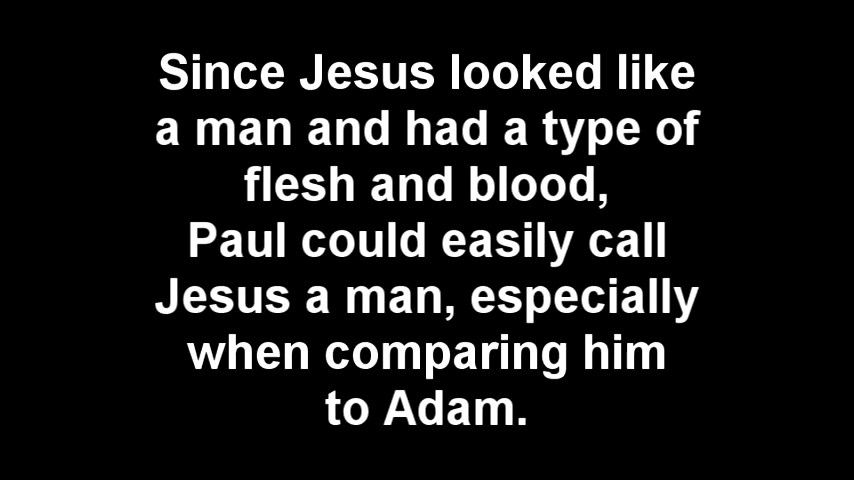 Since Jesus looked like
a man and had a type of
flesh and blood,
Paul could easily call
Jesus a man, especially
when comparing him
to Adam.